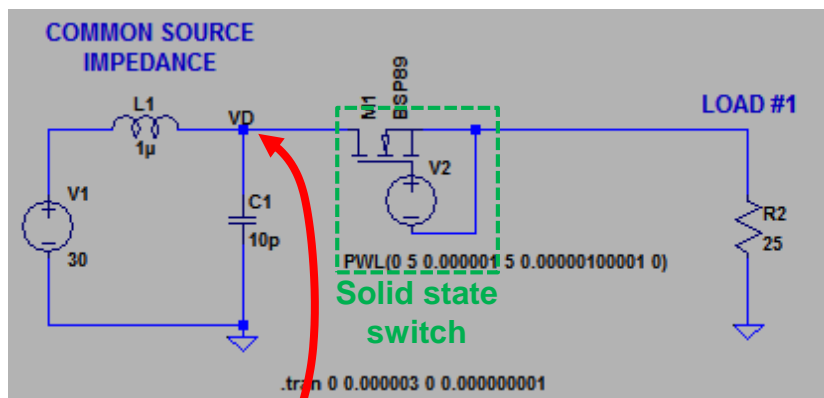 COMMON SOURCE
IMPEDANCE
L1
1µ
VD
M1
BSP89
LOAD #1
V1
30
C1
10p
V2
R2
25
PWL(0 5 0.000001 5 0.00000100001 0)
Solid state
switch
.tran 0 0.000003 0 0.000000001